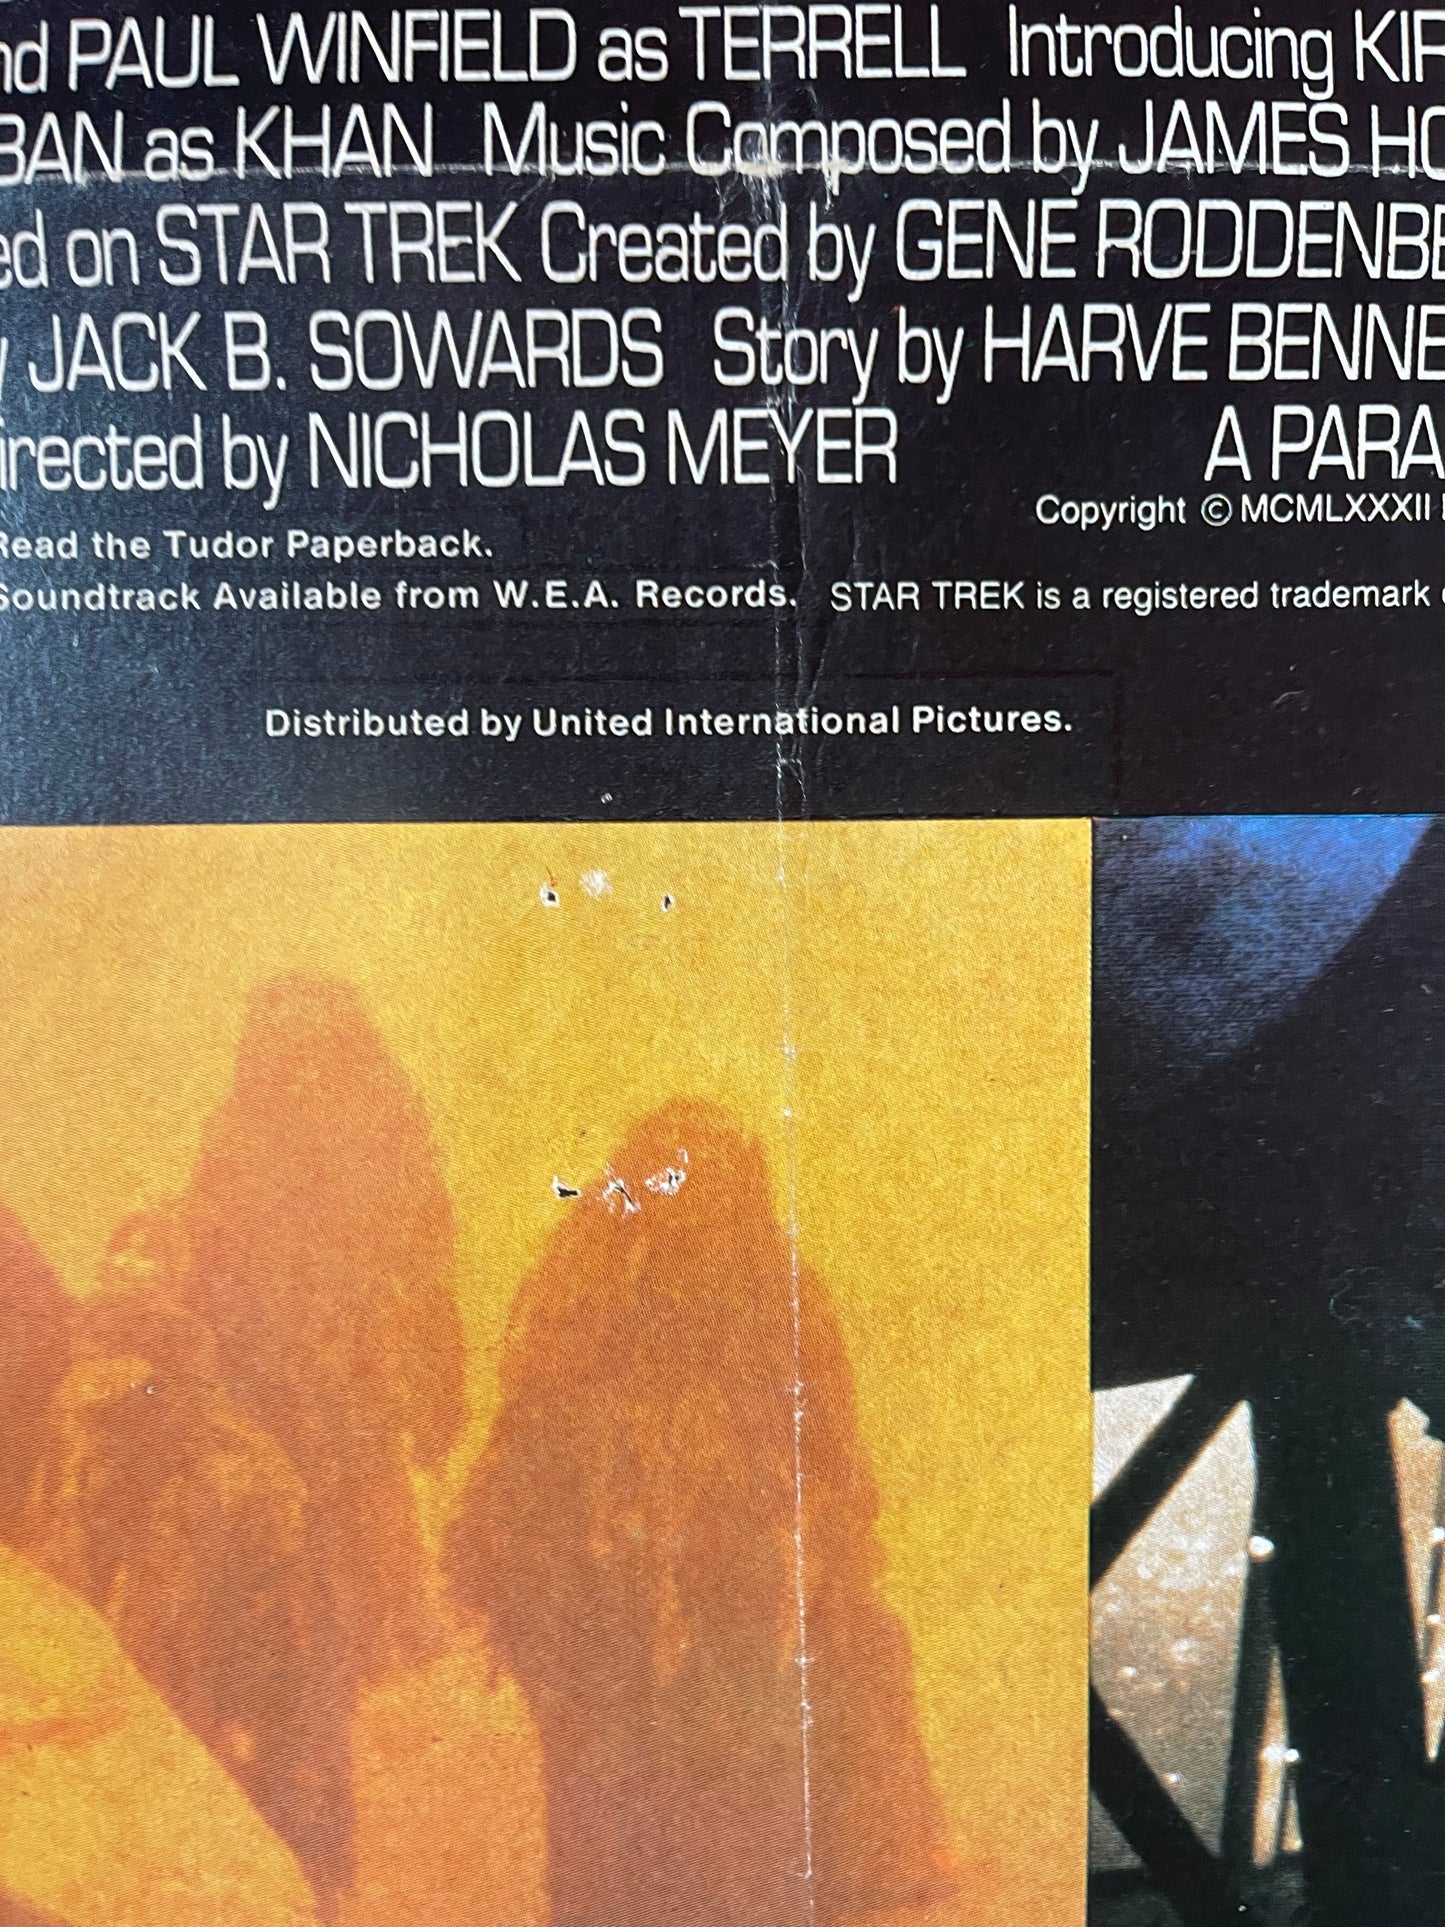 nd PAUL WINFIELD as TERRELL Introducing KIR
BAN as KHAN Music Composed by JAMES HO
ed on STAR TREK Created by GENE RODDENBE
y JACK B. SOWARDS Story by HARVE BENNE
irected by NICHOLAS MEYER A PARA
Copyright © MCMLXXXII
Read the Tudor Paperback.
Soundtrack Available from W.E.A. Records. STAR TREK is a registered trademark
Distributed by United International Pictures.